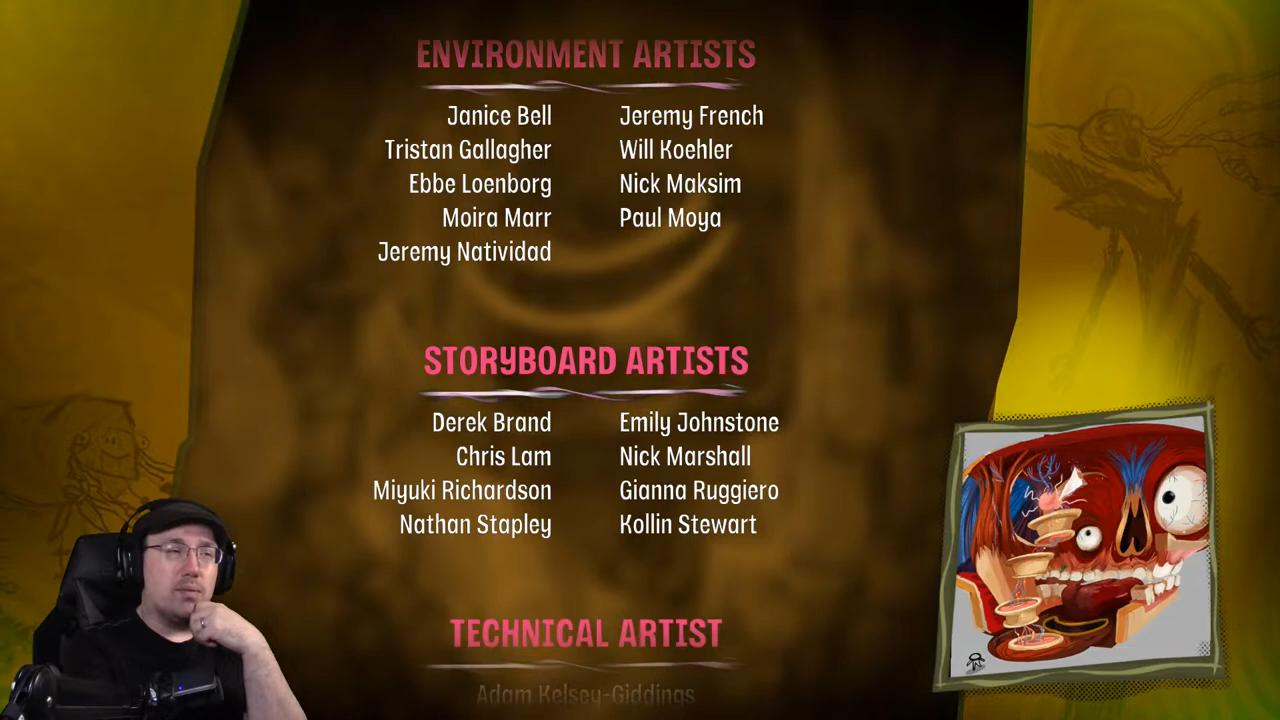 ENVIRONMENT ARTISTS
Janice Bell Jeremy French
Tristan Gallagher Will Koehler
Ebbe Loenborg Nick Maksim
Moira Marr Paul Moya
Jeremy Natividad
STORYBOARD ARTISTS
Derek Brand Emily Johnstone
Chris Lam Nick Marshall
Miyuki Richardson Gianna Ruggiero
Nathan Stapley Kollin Stewart
TECHNICAL ARTIST
Adam Kelsey-Giddings